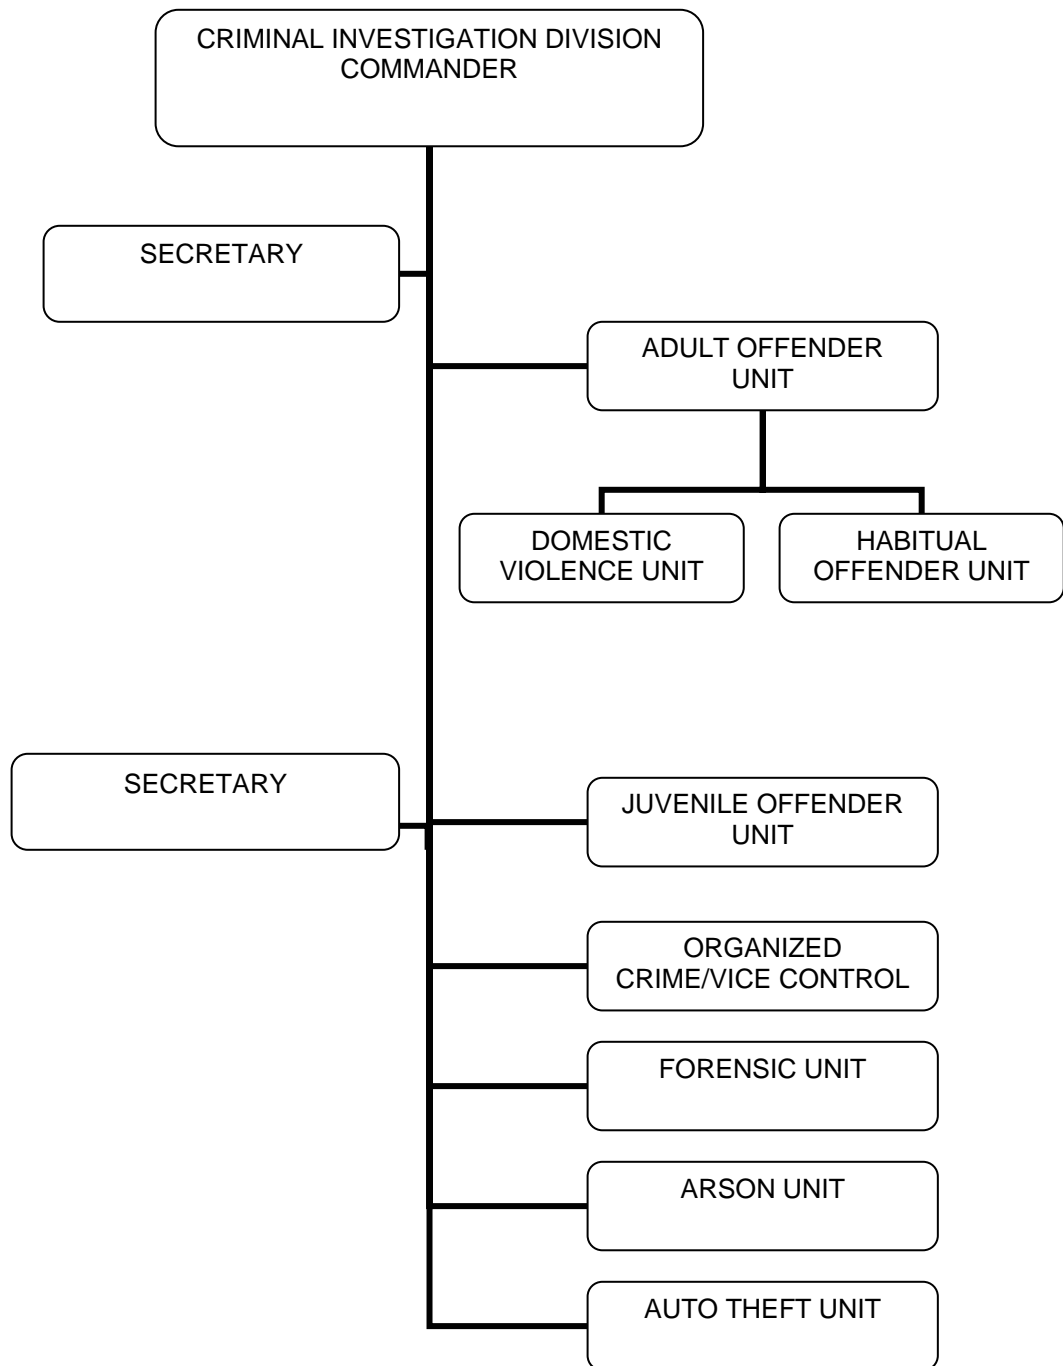 CRIMINAL INVESTIGATION DIVISION
COMMANDER
SECRETARY
ADULT OFFENDER
UNIT
DOMESTIC
VIOLENCE UNIT
HABITUAL
OFFENDER UNIT
SECRETARY
JUVENILE OFFENDER
UNIT
ORGANIZED
CRIME/VICE CONTROL
FORENSIC UNIT
ARSON UNIT
AUTO THEFT UNIT